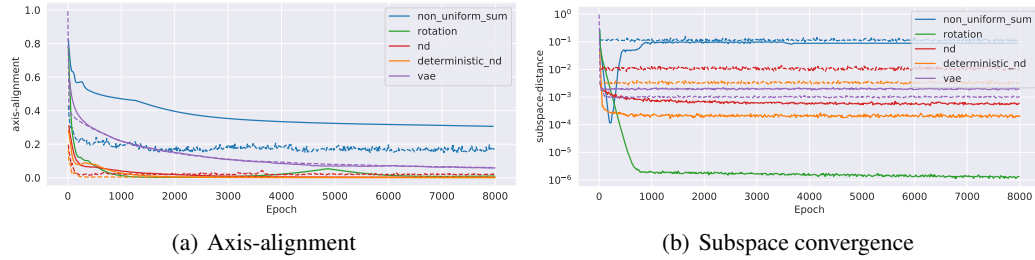 1.0
0.8
0.6
0.4
0.2
0.0
axis-alignment
0 1000 2000 3000 4000 5000 6000 7000 8000
Epoch
non_uniform_sum
rotation
nd
deterministic_nd
vae
(a) Axis-alignment
10^0
10^-1
10^-2
10^-3
10^-4
10^-5
10^-6
subspace-distance
0 1000 2000 3000 4000 5000 6000 7000 8000
Epoch
non_uniform_sum
rotation
nd
deterministic_nd
vae
(b) Subspace convergence